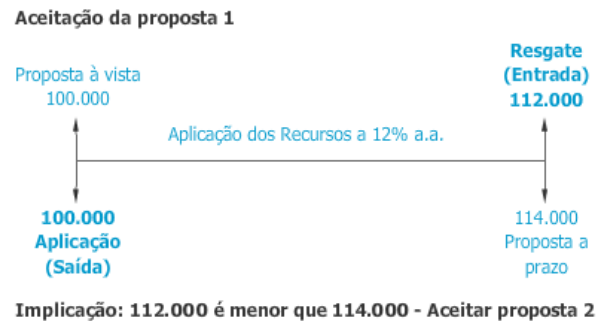 Aceitação da proposta 1
Proposta à vista
100.000
Resgate
(Entrada)
112.000
Aplicação dos Recursos a 12% a.a.
100.000
Aplicação
(Saída)
114.000
Proposta a
prazo
Implicação: 112.000 é menor que 114.000 - Aceitar proposta 2